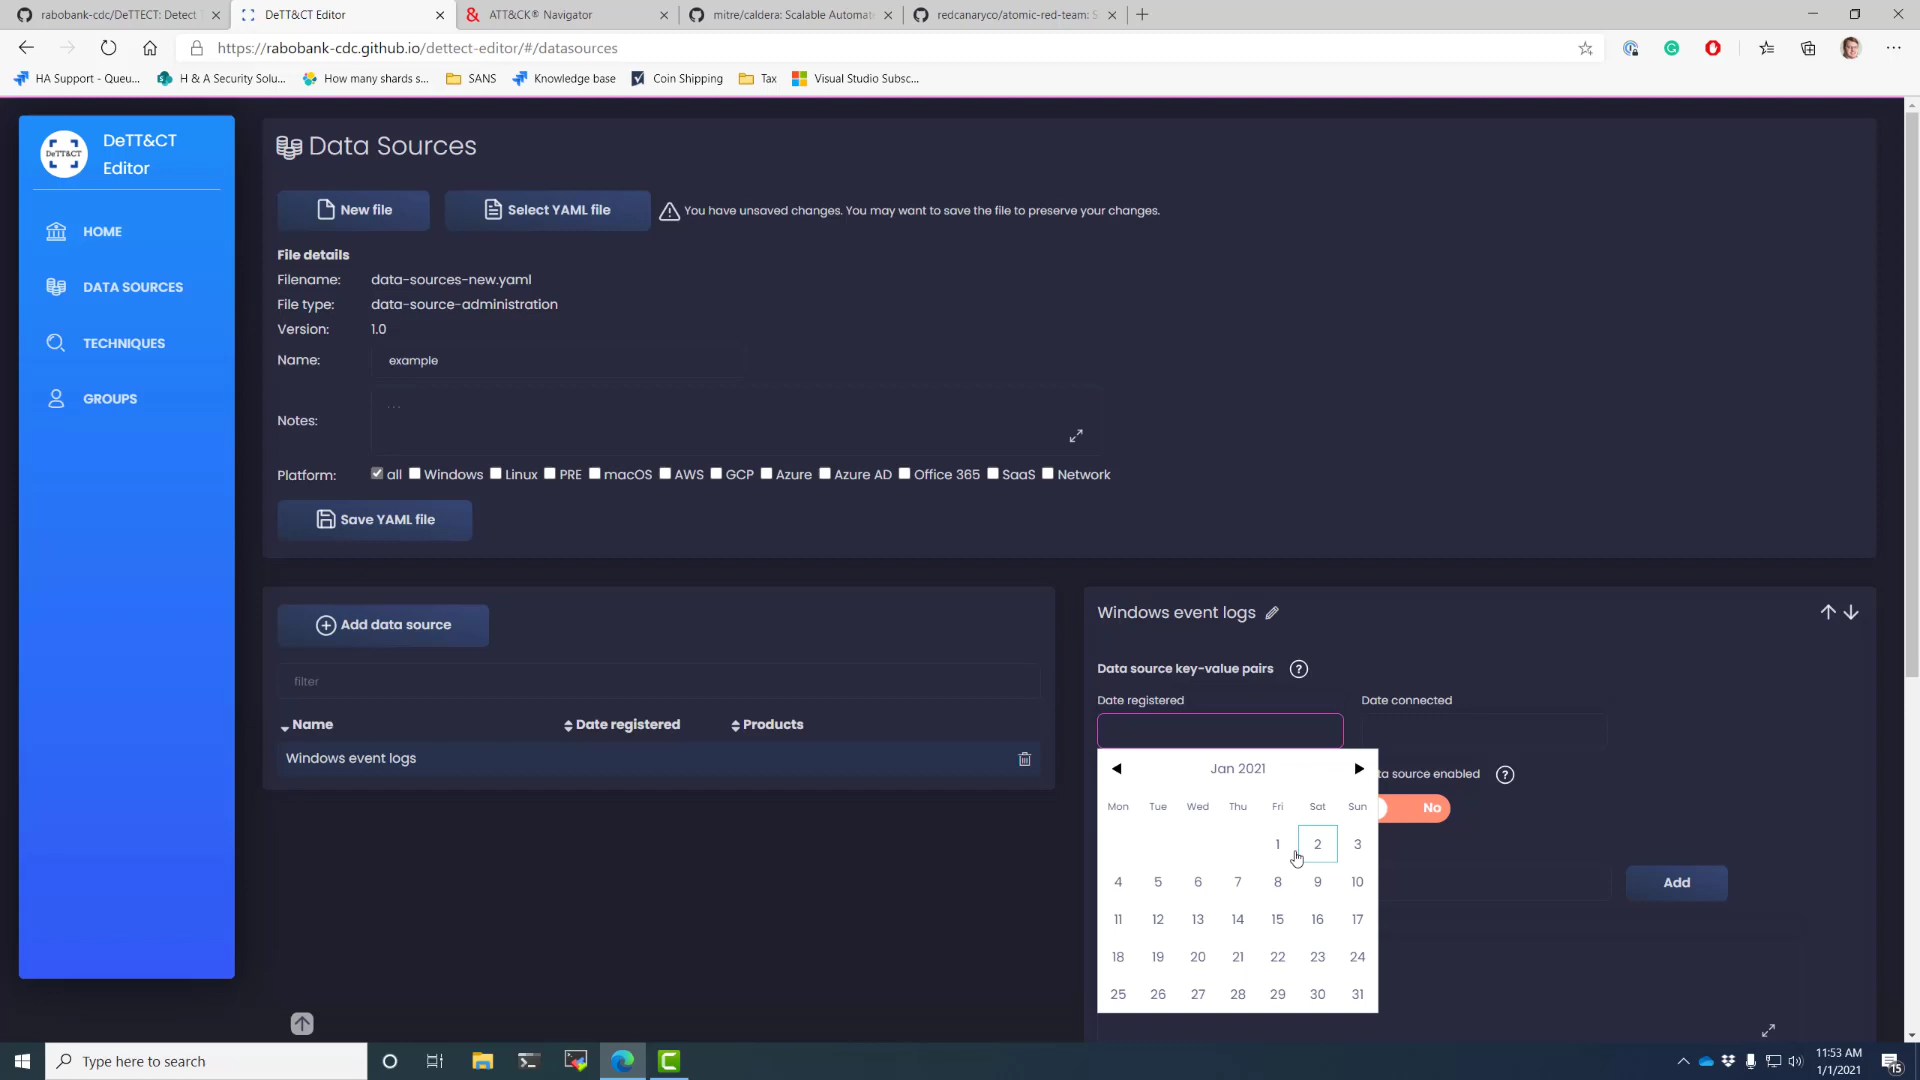 rabobank-cdc/DeTTECT: Detect T
DeTT&CT Editor
ATT&CK® Navigator
mitre/caldera: Scalable Automate
redcanaryco/atomic-red-team: S
https://rabobank-cdc.github.io/dettect-editor/#/datasources
HA Support - Queu...
H & A Security Solu...
How many shards s...
SANS
Knowledge base
Coin Shipping
Tax
Visual Studio Subsc...
DeTT&CT
DeTT&CT
Editor
HOME
DATA SOURCES
TECHNIQUES
GROUPS
Data Sources
New file
Select YAML file
You have unsaved changes. You may want to save the file to preserve your changes.
File details
Filename: data-sources-new.yaml
File type: data-source-administration
Version: 1.0
Name: example
Notes: ...
Platform: all Windows Linux PRE macOS AWS GCP Azure Azure AD Office 365 SaaS Network
Save YAML file
Add data source
filter
Name Date registered Products
Windows event logs
Windows event logs
Data source key-value pairs ?
Date registered Date connected
Jan 2021
ta source enabled ?
No
Mon Tue Wed Thu Fri Sat Sun
1 2 3
4 5 6 7 8 9 10
Add
11 12 13 14 15 16 17
18 19 20 21 22 23 24
25 26 27 28 29 30 31
Type here to search
11:53 AM
1/1/2021
15